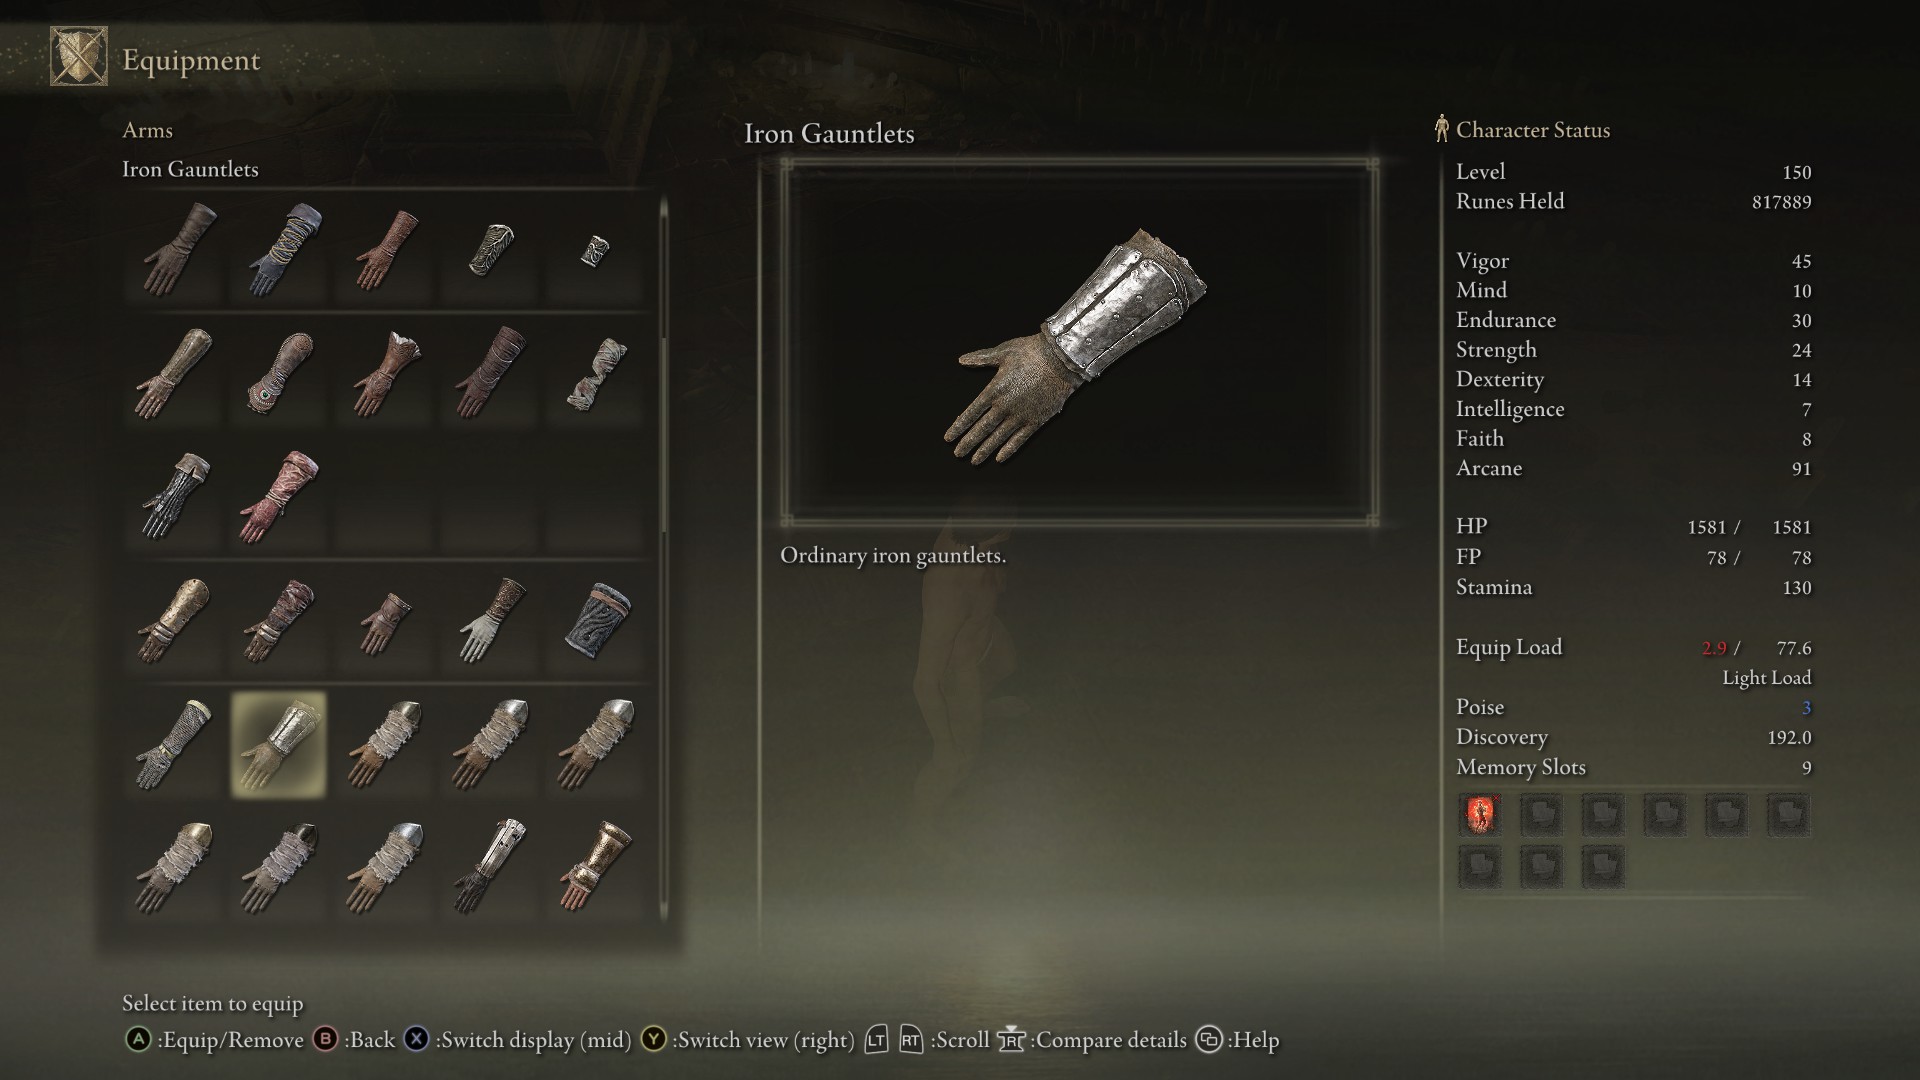 Equipment
Arms
Iron Gauntlets
Iron Gauntlets
Ordinary iron gauntlets.
Character Status
Level 150
Runes Held 817889
Vigor 45
Mind 10
Endurance 30
Strength 24
Dexterity 14
Intelligence 7
Faith 8
Arcane 91
HP 1581 / 1581
FP 78 / 78
Stamina 130
Equip Load 2.9 / 77.6
Light Load
Poise 3
Discovery 192.0
Memory Slots 9
Select item to equip
A :Equip/Remove B :Back X :Switch display (mid) Y :Switch view (right) LT RT :Scroll R :Compare details :Help